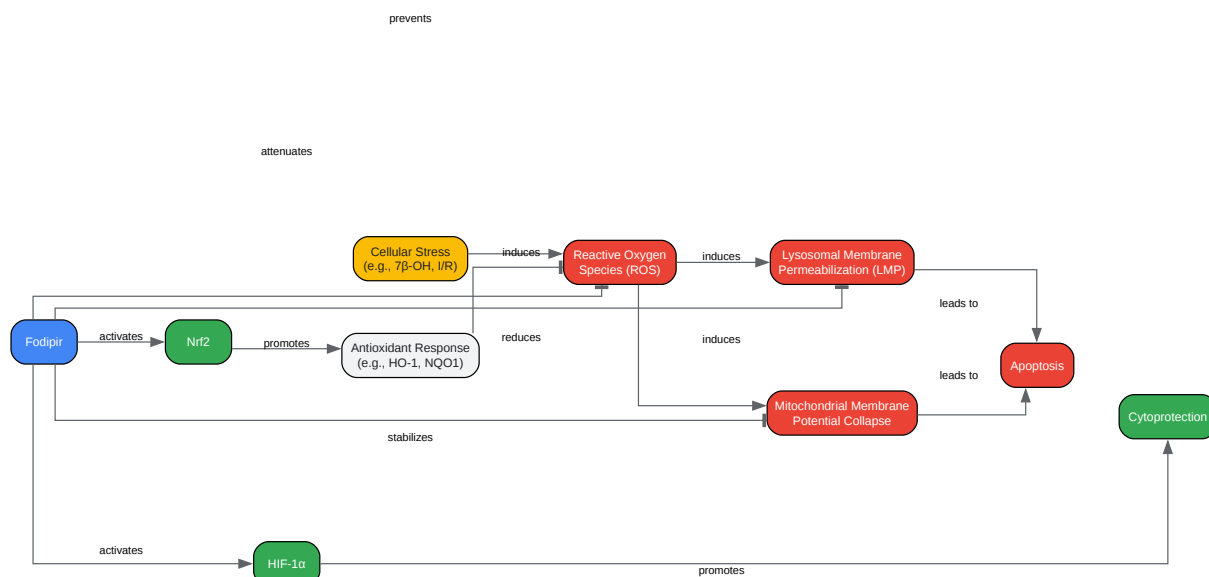 prevents
attenuates
Cellular Stress
(e.g., 7β-OH, I/R)
induces
Reactive Oxygen
Species (ROS)
induces
Lysosomal Membrane
Permeabilization (LMP)
leads to
Fodipir
activates
Nrf2
promotes
Antioxidant Response
(e.g., HO-1, NQO1)
reduces
induces
Apoptosis
leads to
Mitochondrial Membrane
Potential Collapse
Cytoprotection
stabilizes
activates
HIF-1α
promotes